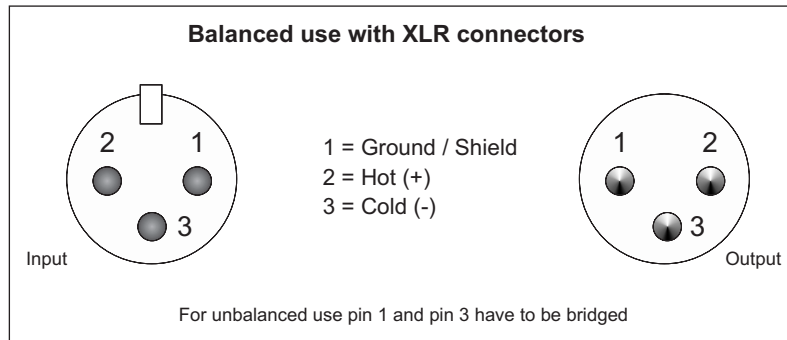 Balanced use with XLR connectors
2 1
3
Input
1 = Ground / Shield
2 = Hot (+)
3 = Cold (-)
1 2
3
Output
For unbalanced use pin 1 and pin 3 have to be bridged